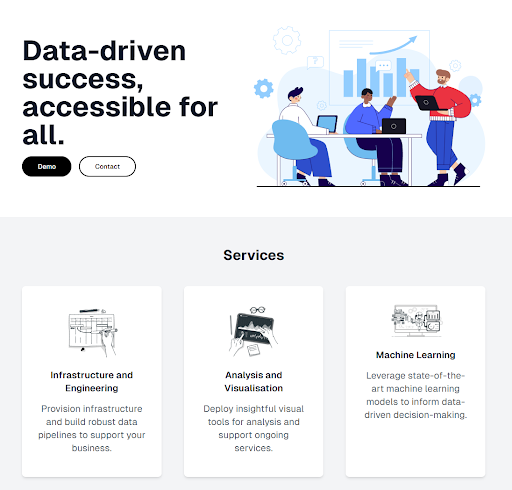 Data-driven
success,
accessible for
all.
Demo
Contact
?
Services
Infrastructure and
Engineering
Provision infrastructure
and build robust data
pipelines to support your
business.
Analysis and
Visualisation
Deploy insightful visual
tools for analysis and
support ongoing
services.
Machine Learning
Leverage state-of-the-
art machine learning
models to inform data-
driven decision-making.